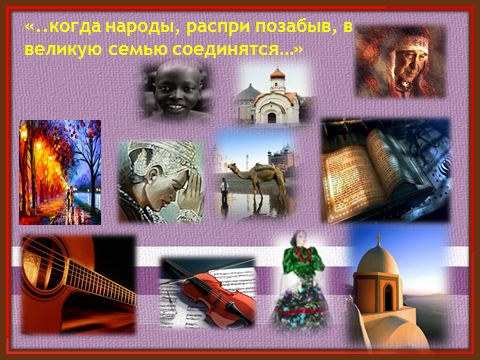 «..когда народы, распри позабыв, в
великую семью соединятся…»